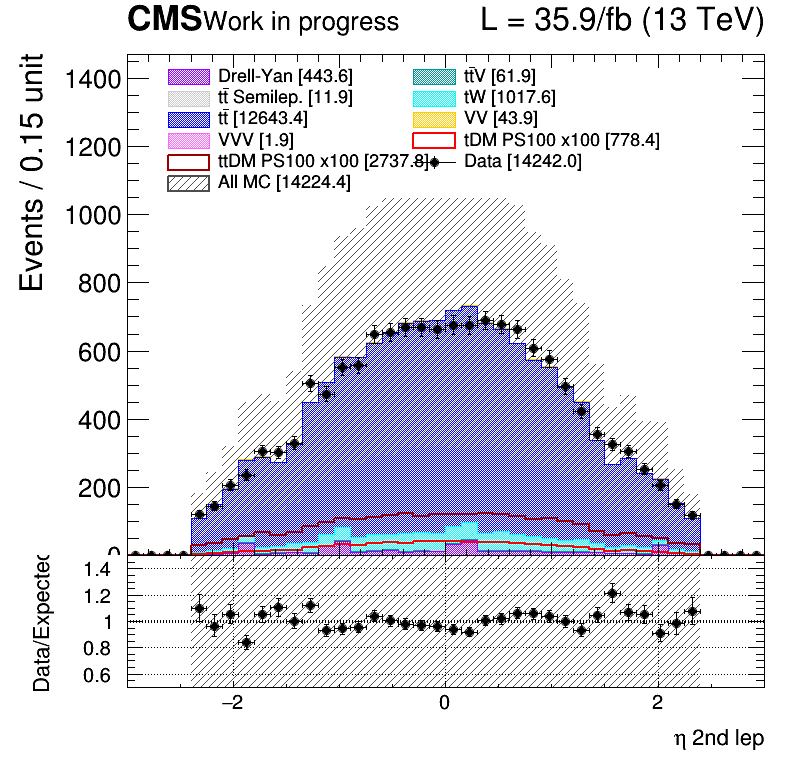 CMS Work in progress L = 35.9/fb (13 TeV)
Events / 0.15 unit
1400
1200
1000
800
600
400
200
0
Drell-Yan [443.6] tt̄V [61.9]
tt̄ Semilep. [11.9] tW [1017.6]
tt̄ [12643.4] VV [43.9]
VVV [1.9] tDM PS100 x100 [778.4]
ttDM PS100 x100 [2737.8] Data [14242.0]
All MC [14224.4]
Data/Expected
1.4
1.2
1
0.8
0.6
−2 0 2
η 2nd lep